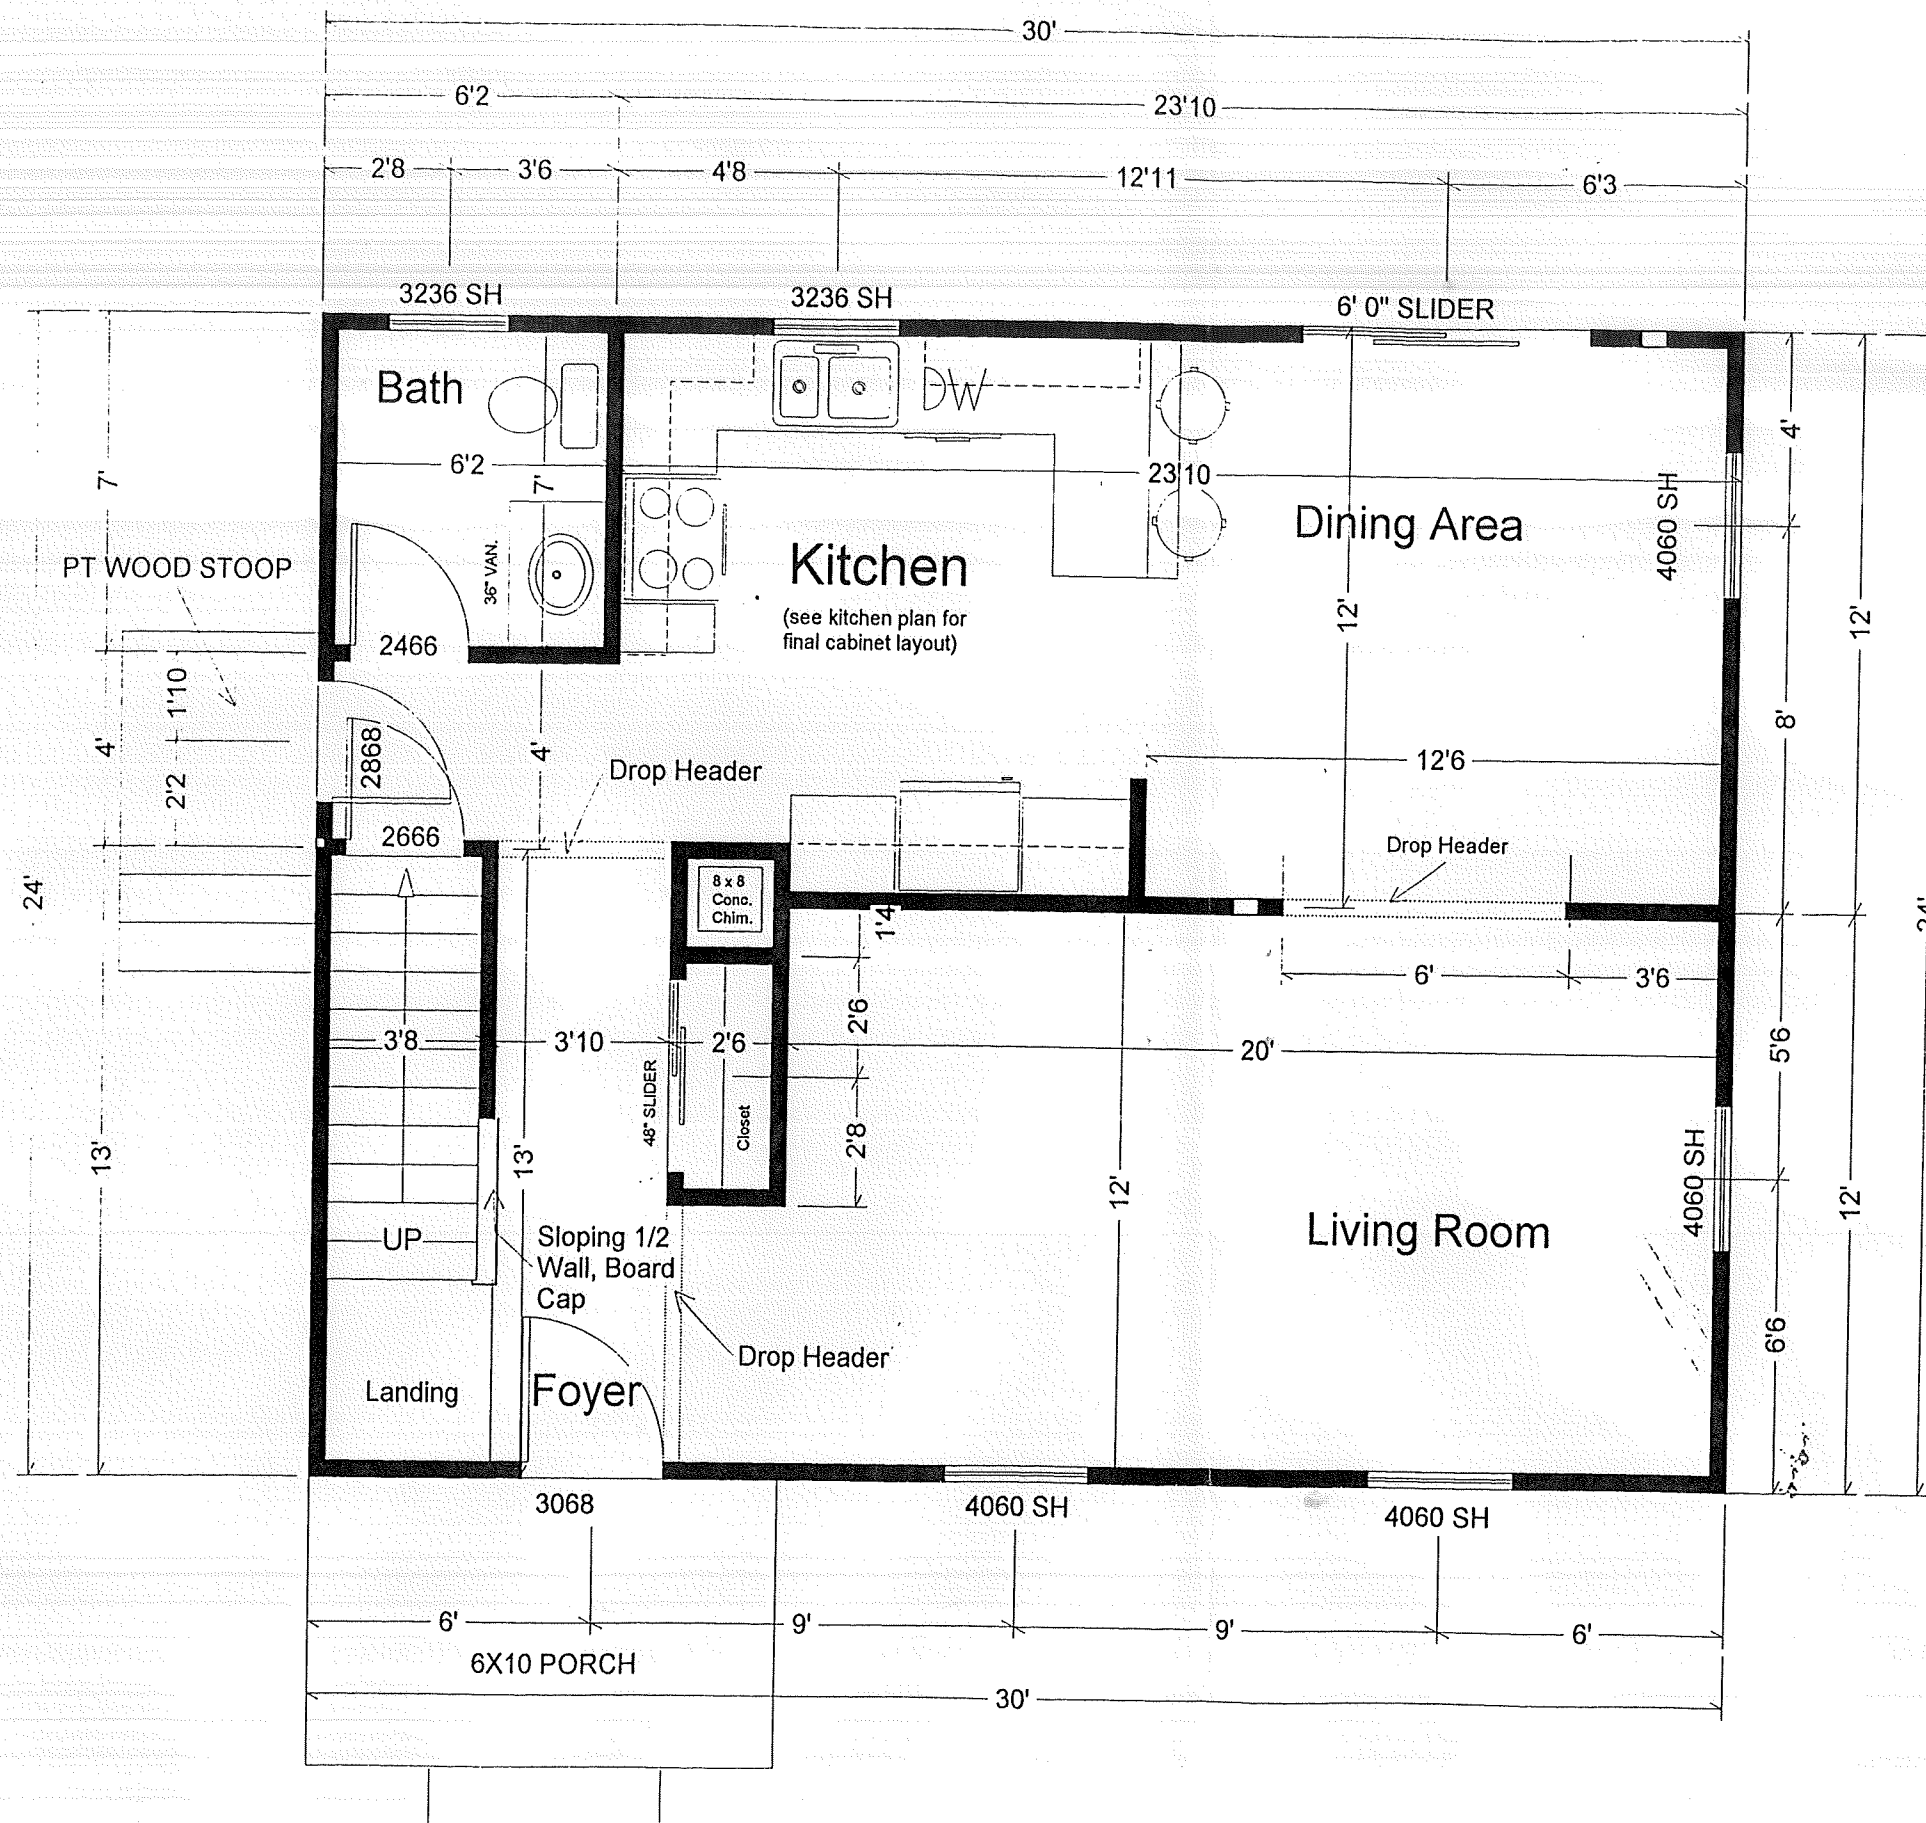 30'
6'2
23'10
2'8
3'6
4'8
12'11
6'3
3236 SH
3236 SH
6' 0" SLIDER
Bath
DW
6'2
7'
23'10
4'
7'
4060 SH
Dining Area
36" VAN.
Kitchen
(see kitchen plan for
final cabinet layout)
PT WOOD STOOP
12'
12'
2466
1'10
4'
2'2
2868
4'
Drop Header
12'6
8'
2666
Drop Header
24'
8 x 8
Conc.
Chim.
1'4
24'
6'
3'6
3'8
3'10
2'6
2'6
20'
5'6
48" SLIDER
Closet
2'8
13'
13'
12'
4060 SH
12'
UP
Sloping 1/2
Wall, Board
Cap
Living Room
Drop Header
6'6
Landing
Foyer
3068
4060 SH
4060 SH
6'
9'
9'
6'
6X10 PORCH
30'